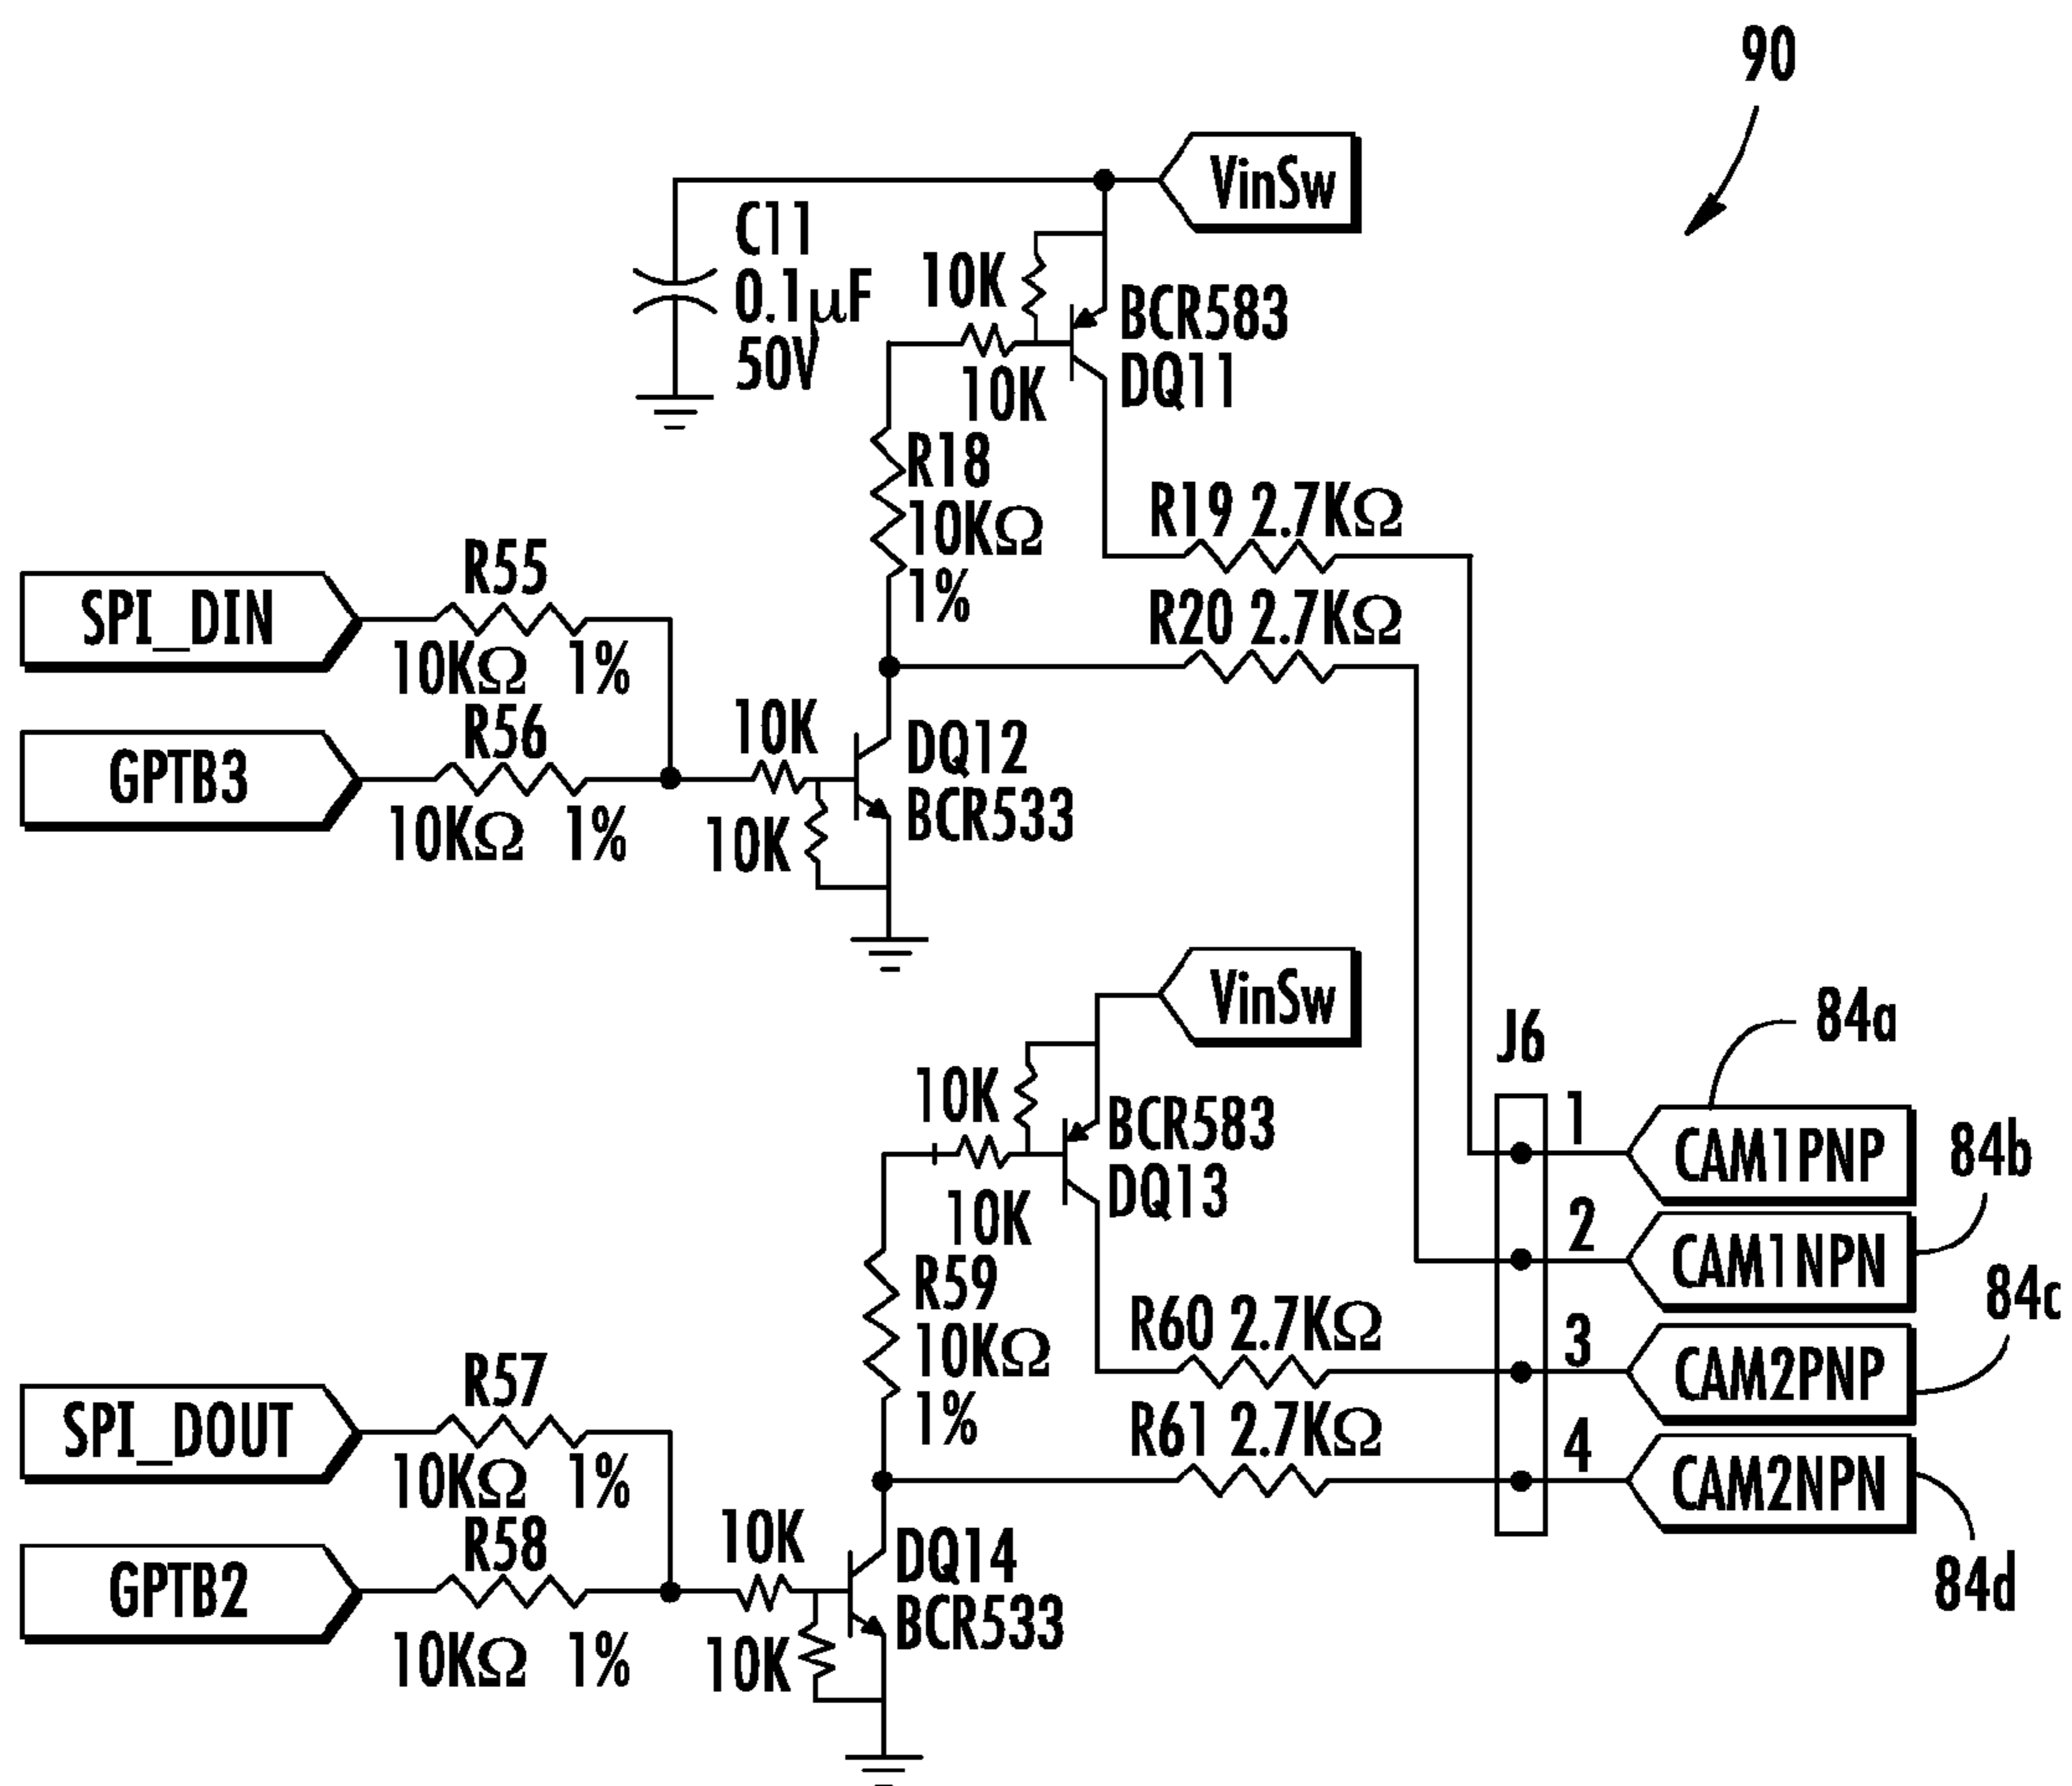 90
VinSw
C11
0.1µF
50V
10K
10K
BCR583
DQ11
R18
10KΩ
1%
R19 2.7KΩ
R20 2.7KΩ
SPI_DIN
R55
10KΩ 1%
GPTB3
R56
10KΩ 1%
10K
10K
DQ12
BCR533
VinSw
10K
10K
BCR583
DQ13
R59
10KΩ
1%
R60 2.7KΩ
R61 2.7KΩ
SPI_DOUT
R57
10KΩ 1%
GPTB2
R58
10KΩ 1%
10K
10K
DQ14
BCR533
J6
1
CAM1PNP
84a
2
CAM1NPN
84b
3
CAM2PNP
84c
4
CAM2NPN
84d